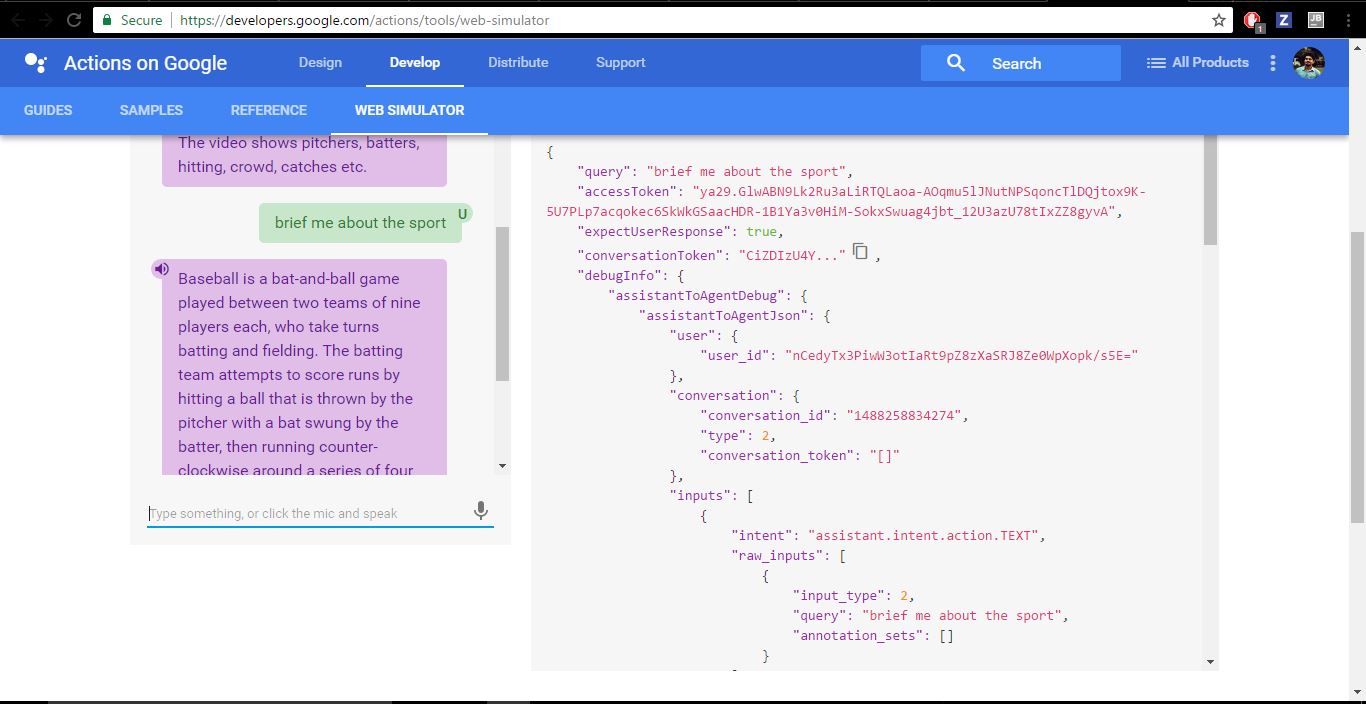 Secure https://developers.google.com/actions/tools/web-simulator
1
Z
JB
Actions on Google Design Develop Distribute Support Search All Products
GUIDES SAMPLES REFERENCE WEB SIMULATOR
The video shows pitchers, batters,
hitting, crowd, catches etc.
brief me about the sport U
Baseball is a bat-and-ball game
played between two teams of nine
players each, who take turns
batting and fielding. The batting
team attempts to score runs by
hitting a ball that is thrown by the
pitcher with a bat swung by the
batter, then running counter-
clockwise around a series of four
Type something, or click the mic and speak
{
"query": "brief me about the sport",
"accessToken": "ya29.GlwABN9Lk2Ru3aLiRTQLaoa-AOqmu5lJNutNPSqoncTlDQjtox9K-
5U7PLp7acqokec6SkWkGSaacHDR-1B1Ya3v0HiM-SokxSwuag4jbt_12U3azU78tIxZZ8gyvA",
"expectUserResponse": true,
"conversationToken": "CiZDIzU4Y..." ,
"debugInfo": {
"assistantToAgentDebug": {
"assistantToAgentJson": {
"user": {
"user_id": "nCedyTx3PiwW3otIaRt9pZ8zXaSRJ8Ze0WpXopk/s5E="
},
"conversation": {
"conversation_id": "1488258834274",
"type": 2,
"conversation_token": "[]"
},
"inputs": [
{
"intent": "assistant.intent.action.TEXT",
"raw_inputs": [
{
"input_type": 2,
"query": "brief me about the sport",
"annotation_sets": []
}